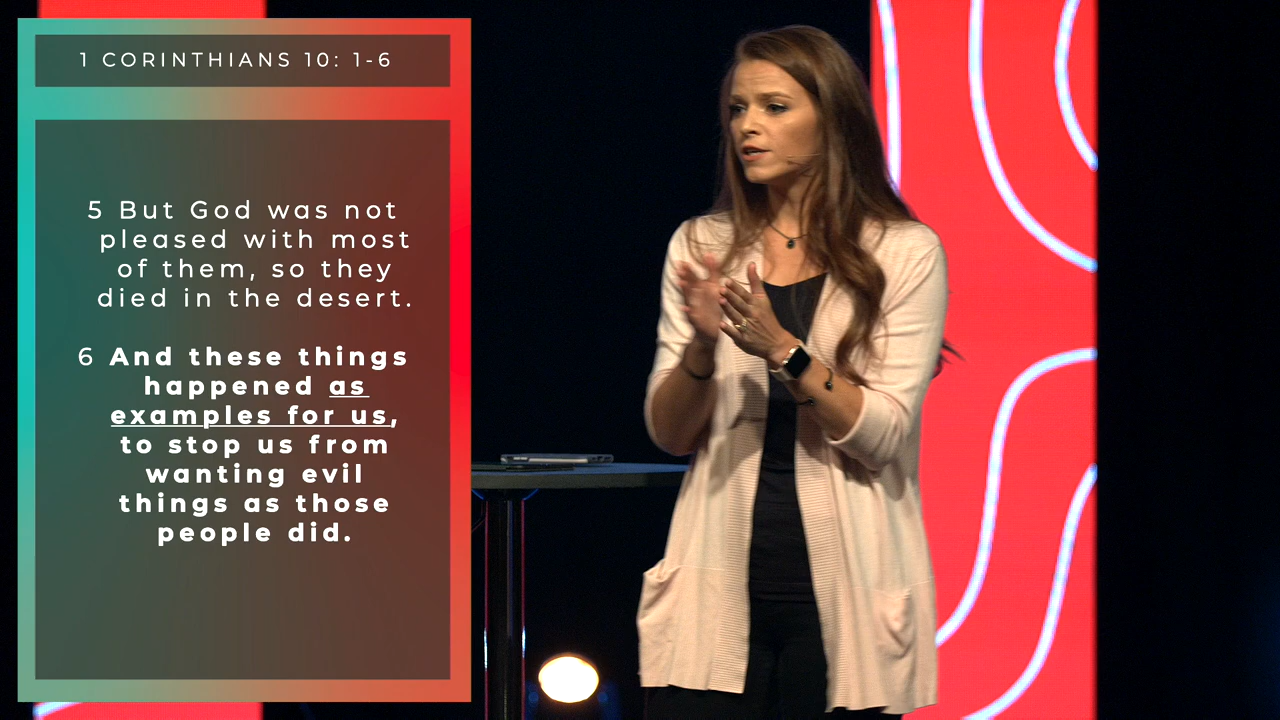 1 CORINTHIANS 10: 1-6
5 But God was not
pleased with most
of them, so they
died in the desert.
6 And these things
happened as
examples for us,
to stop us from
wanting evil
things as those
people did.